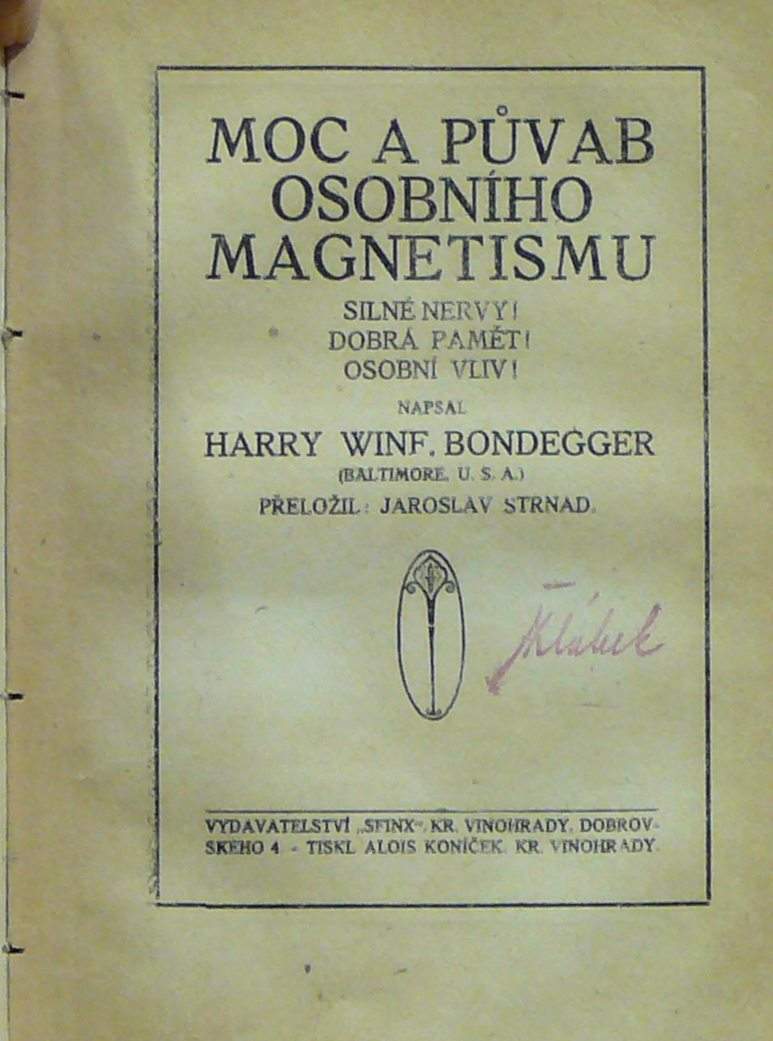 MOC A PŮVAB
OSOBNÍHO
MAGNETISMU
SILNÉ NERVY!
DOBRÁ PAMĚT!
OSOBNÍ VLIV!
NAPSAL
HARRY WINF. BONDEGGER
(BALTIMORE, U. S. A.)
PŘELOŽIL: JAROSLAV STRNAD.
VYDAVATELSTVÍ „SFINX“, KR. VINOHRADY, DOBROV-
SKÉHO 4 - TISKL ALOIS KONÍČEK, KR. VINOHRADY.